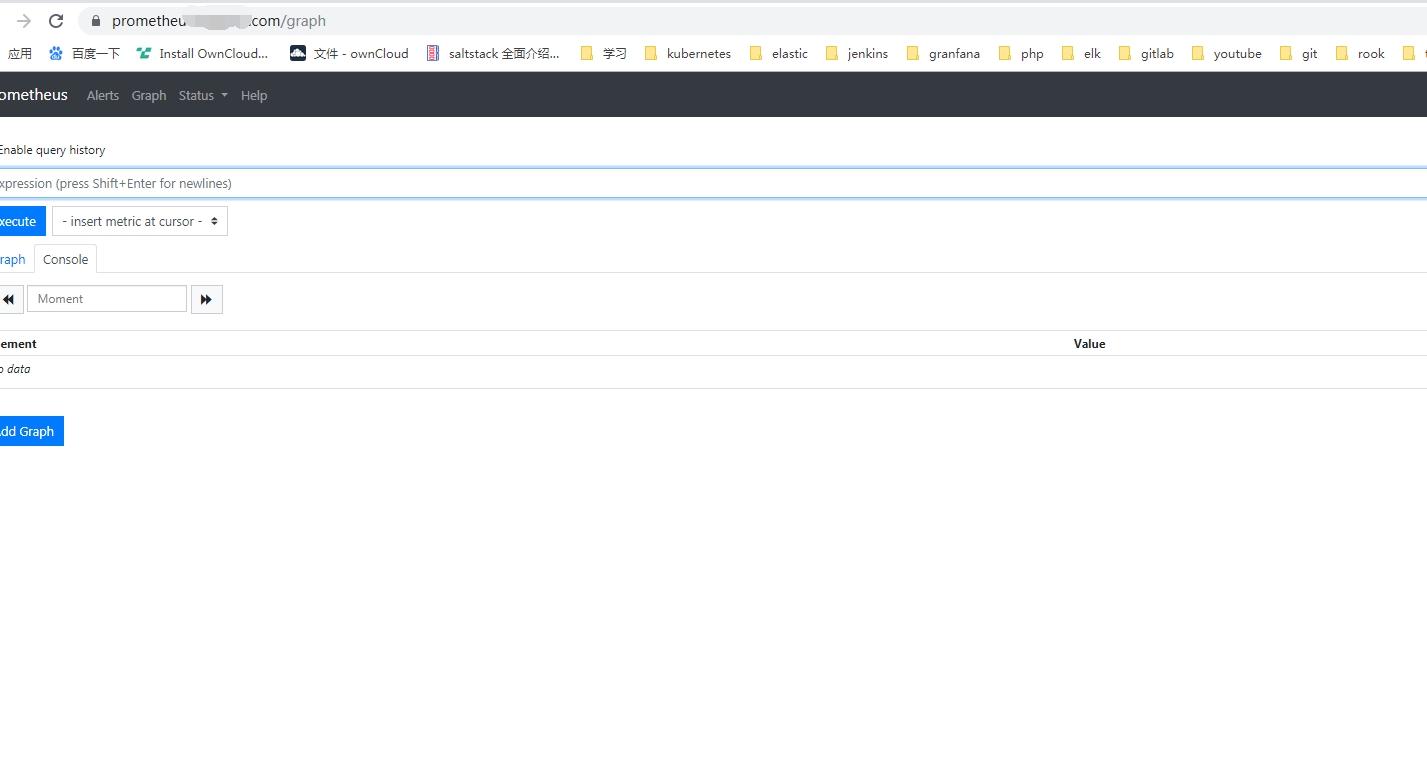 prometheu .com/graph
应用 百度一下 Install OwnCloud... 文件 - ownCloud saltstack 全面介绍... 学习 kubernetes elastic jenkins granfana php elk gitlab youtube git rook
ometheus Alerts Graph Status Help
Enable query history
xpression (press Shift+Enter for newlines)
xecute - insert metric at cursor -
raph Console
Moment
ement Value
o data
dd Graph